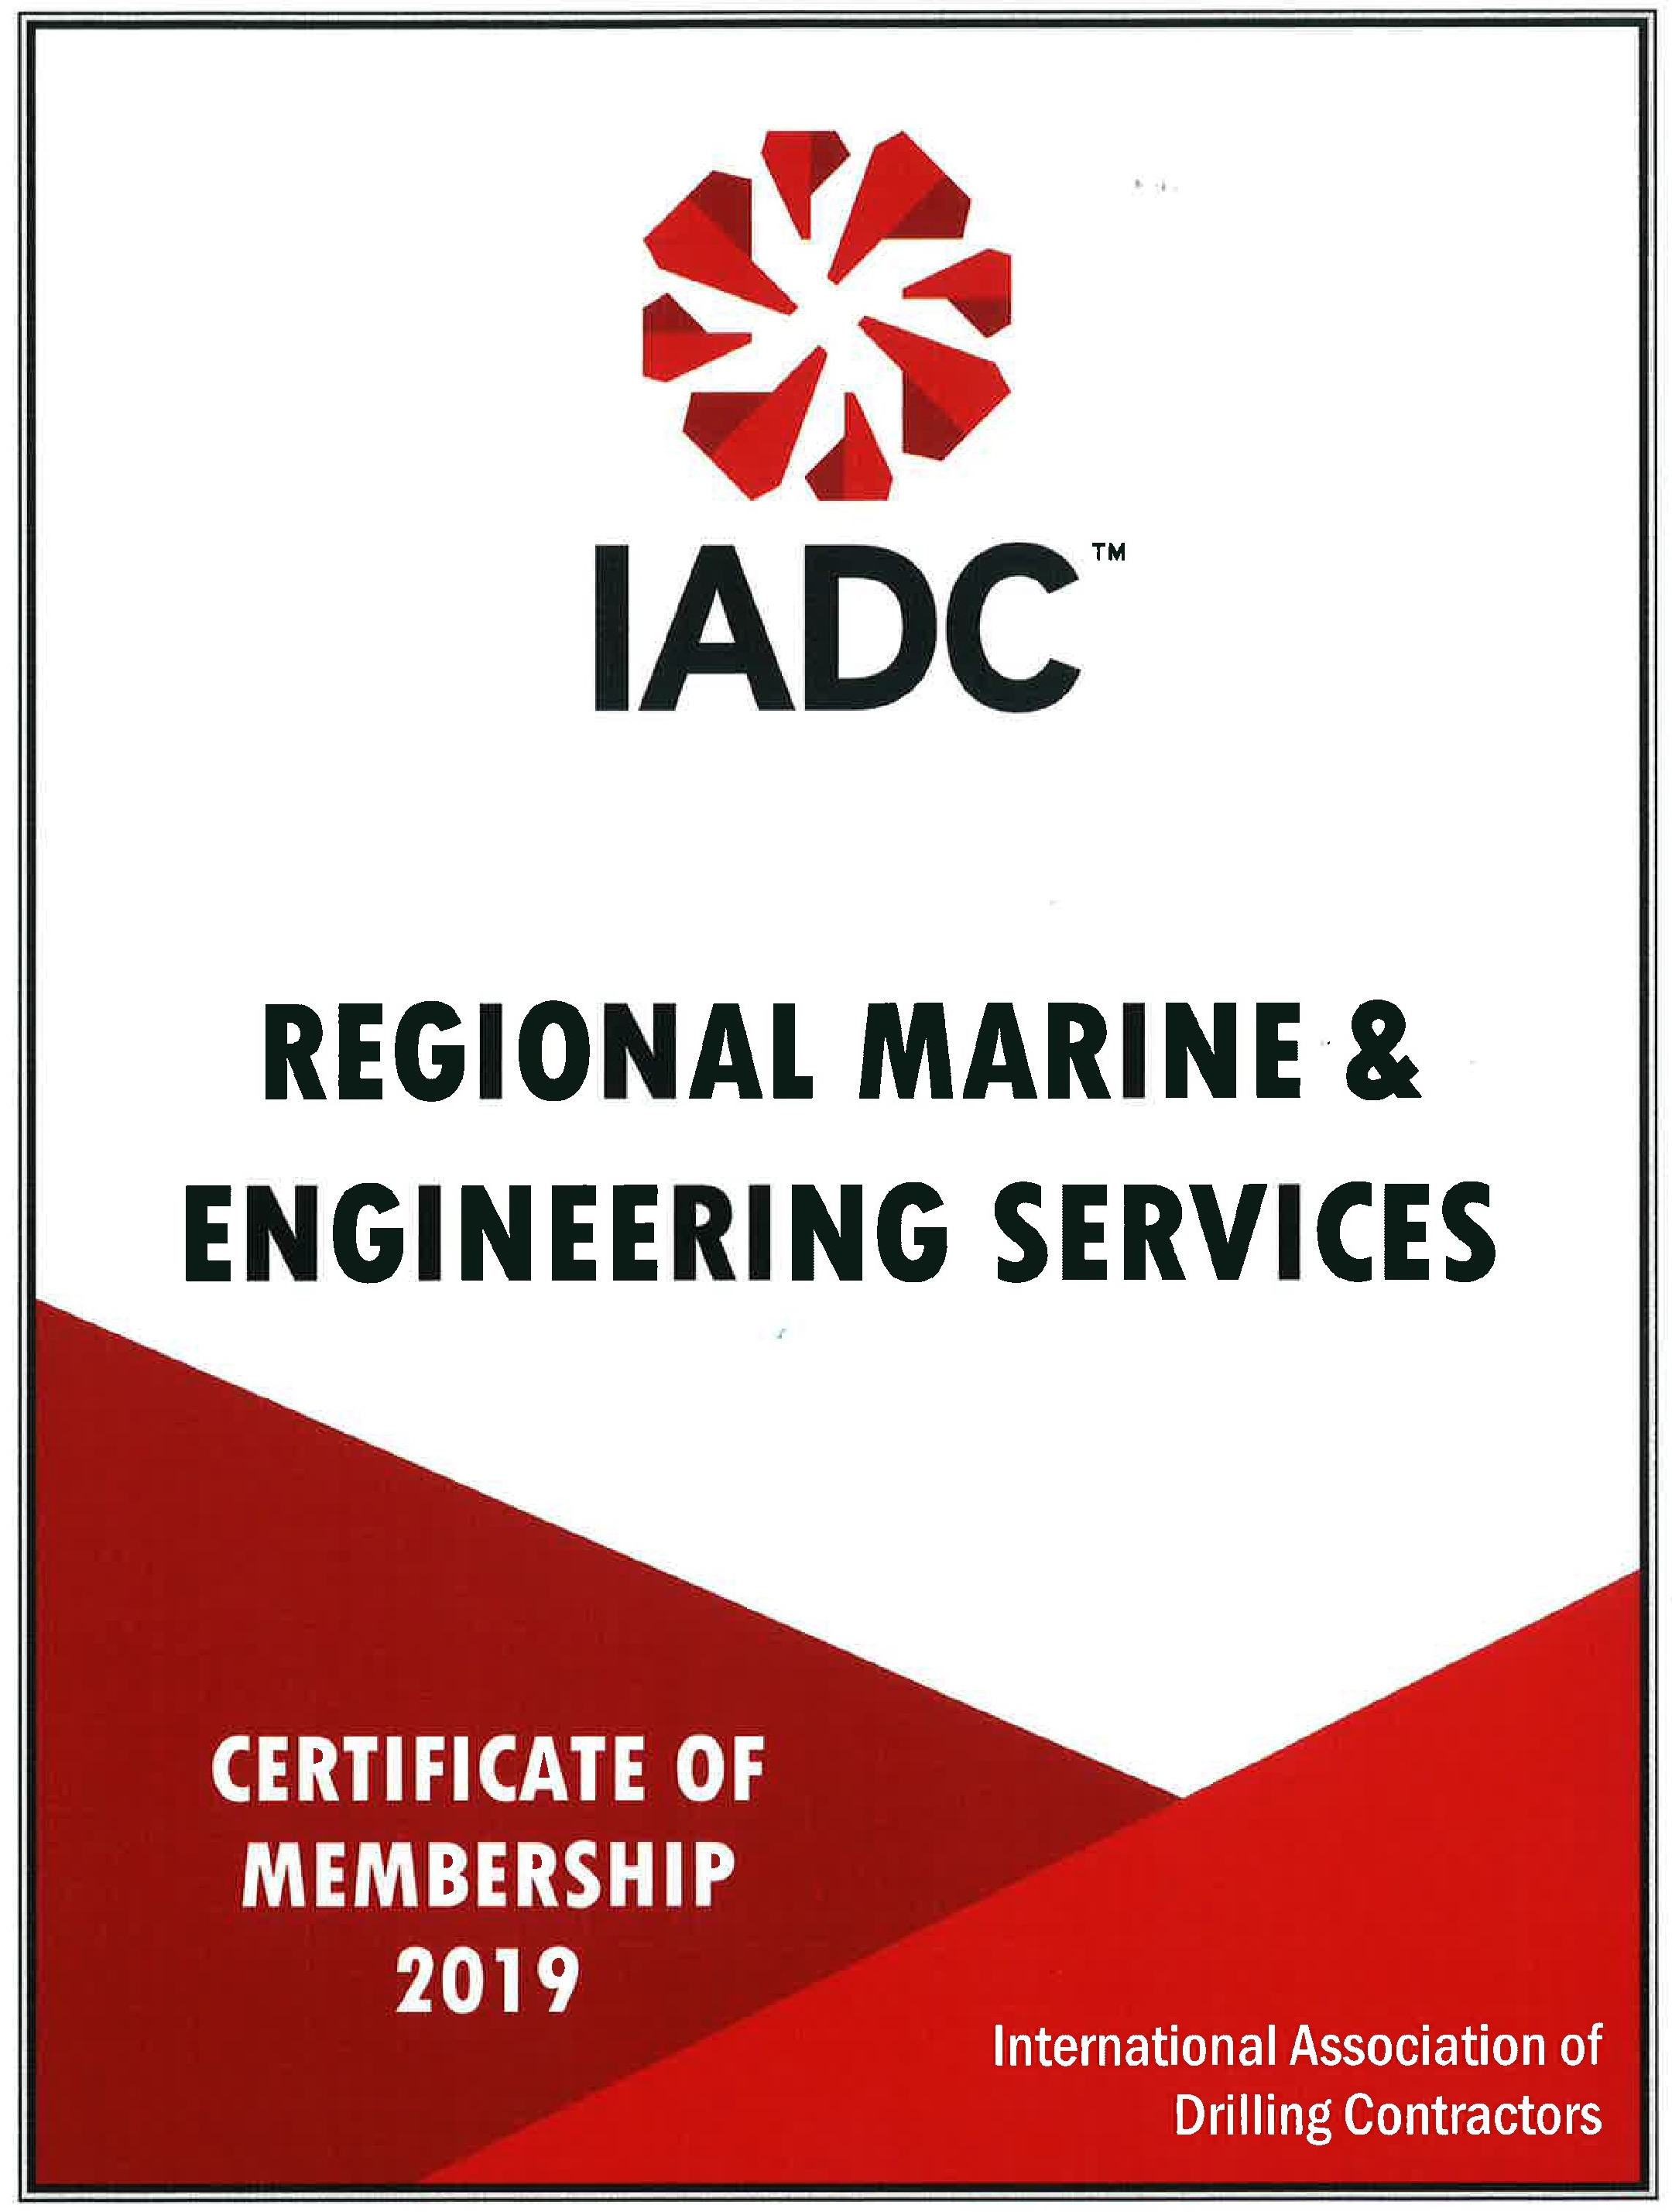 IADC™
REGIONAL MARINE &
ENGINEERING SERVICES
CERTIFICATE OF
MEMBERSHIP
2019
International Association of
Drilling Contractors